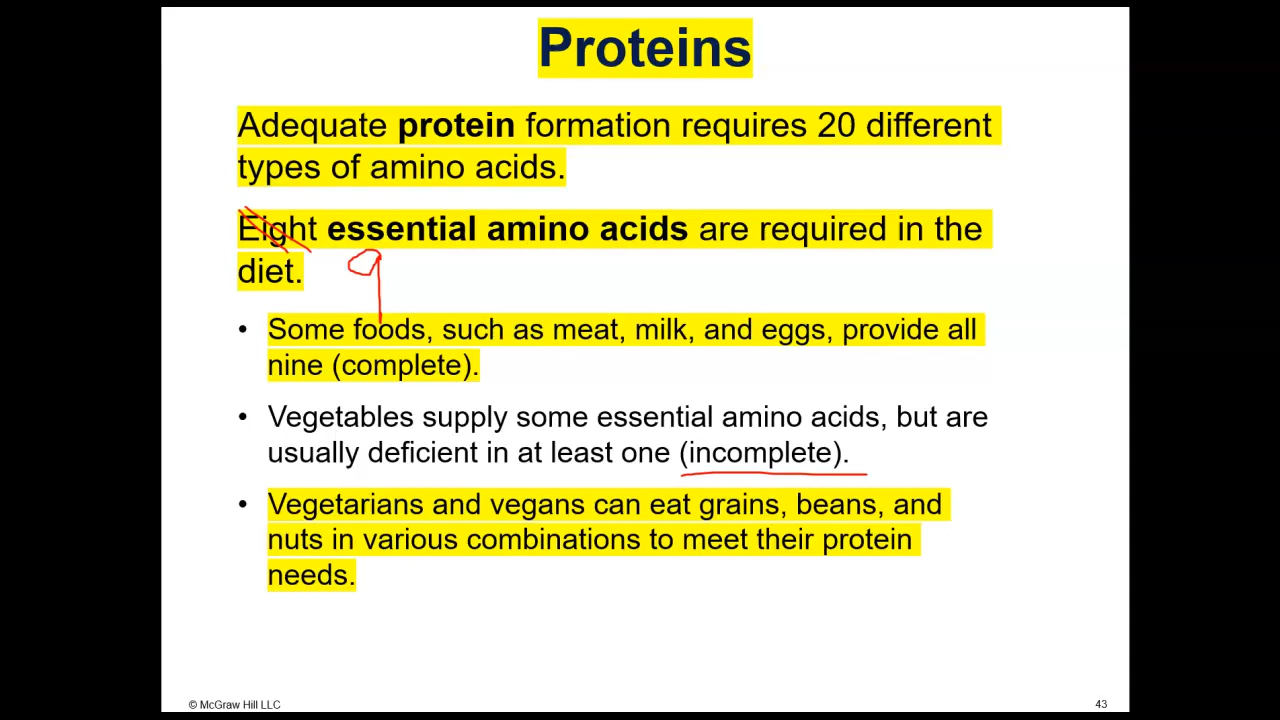 Proteins
Adequate protein formation requires 20 different
types of amino acids.
Eight essential amino acids are required in the
9
diet.
• Some foods, such as meat, milk, and eggs, provide all
nine (complete).
• Vegetables supply some essential amino acids, but are
usually deficient in at least one (incomplete).
• Vegetarians and vegans can eat grains, beans, and
nuts in various combinations to meet their protein
needs.
© McGraw Hill LLC
43